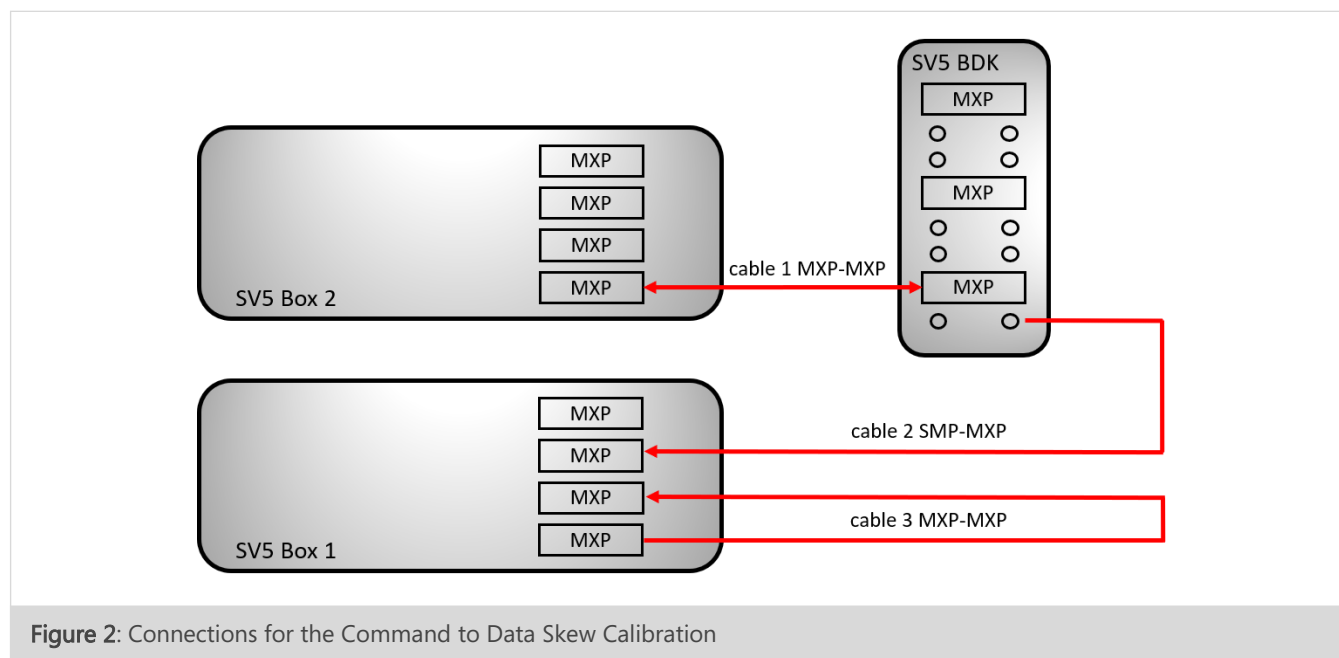 SV5 BDK
MXP
MXP
MXP
MXP
MXP
MXP
MXP
cable 1 MXP-MXP
SV5 Box 2
MXP
MXP
MXP
MXP
cable 2 SMP-MXP
cable 3 MXP-MXP
SV5 Box 1
Figure 2: Connections for the Command to Data Skew Calibration